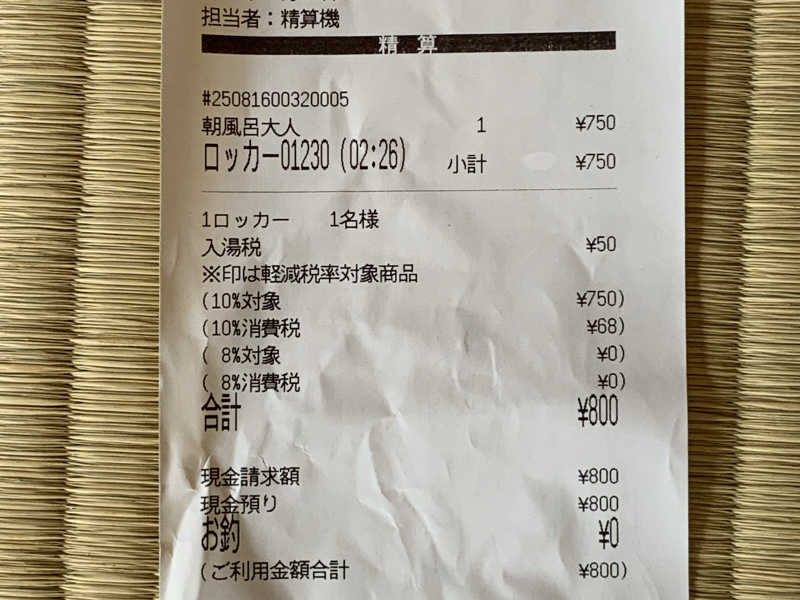 担当者：精算機
精 算
#25081600320005
朝風呂大人 1 ¥750
ロッカー01230 (02:26) 小計 ¥750
1ロッカー 1名様
入湯税 ¥50
※印は軽減税率対象商品
(10%対象 ¥750)
(10%消費税 ¥68)
( 8%対象 ¥0)
( 8%消費税 ¥0)
合計 ¥800
現金請求額 ¥800
現金預り ¥800
お釣 ¥0
(ご利用金額合計 ¥800)